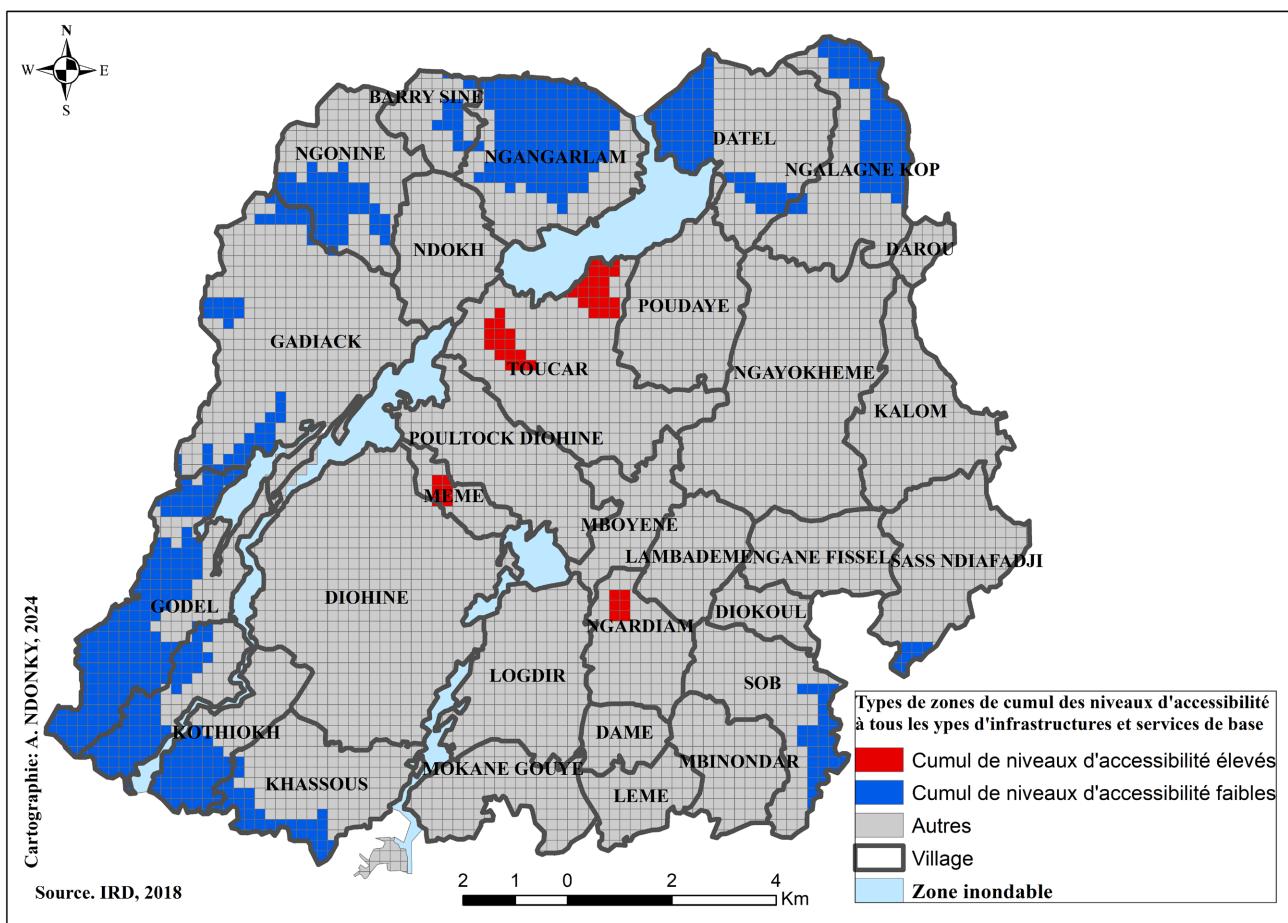 N
W E
S
BARRY SINE
NGONINE
NGANGARLAM
DATEL
NGALAGNE KOP
NDOKH
DAROU
POUDAYE
GADIACK
TOUCAR
NGAYOKHEME
KALOM
POULTOCK DIOHINE
MEME
MBOYENE
LAMBADEMENGANE FISSEL
SASS NDIAFADJI
DIOHINE
GODEL
DIOKOUL
NGARDIAM
LOGDIR
SOB
KOTHIOKH
DAME
MBINONDAR
MOKANE GOUYE
KHASSOUS
LEME
Types de zones de cumul des niveaux d'accessibilité
à tous les ypes d'infrastructures et services de base
Cumul de niveaux d'accessibilité élevés
Cumul de niveaux d'accessibilité faibles
Autres
Village
Zone inondable
Cartographie: A. NDONKY, 2024
Source. IRD, 2018
2 1 0 2 4
Km